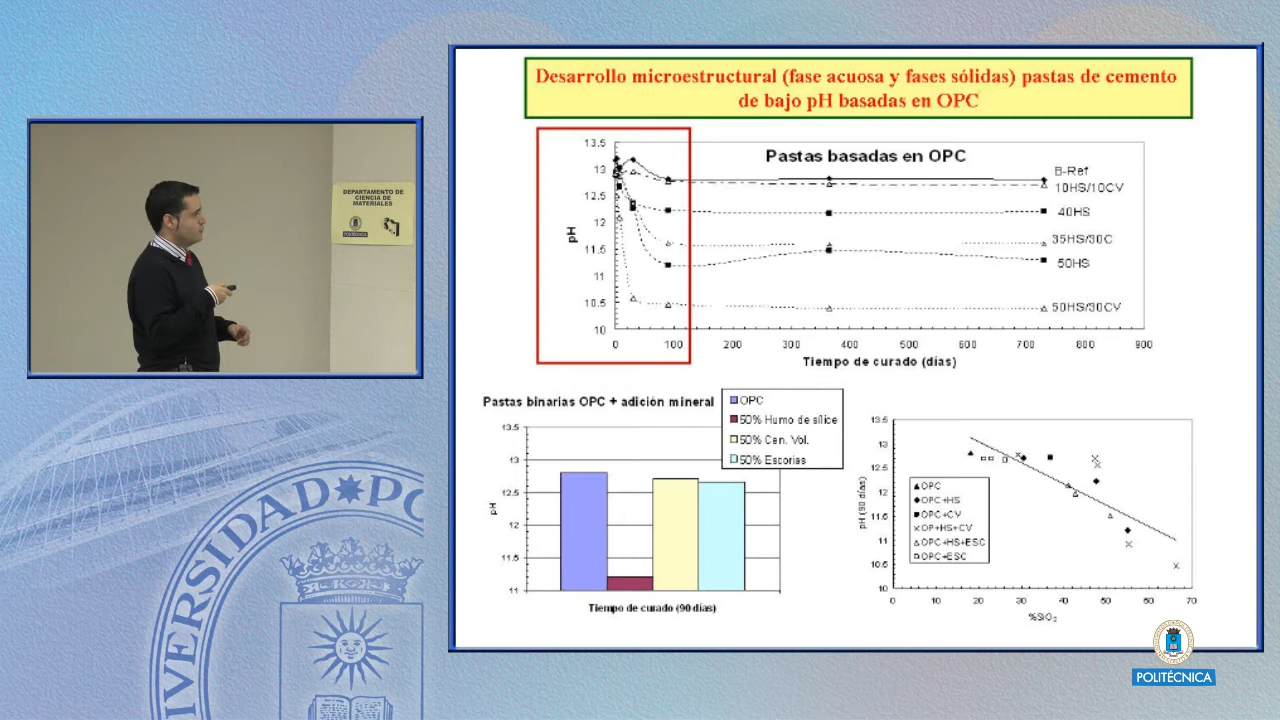 DEPARTAMENTO DE
CIENCIA DE
MATERIALES
POLITÉCNICA
Desarrollo microestructural (fase acuosa y fases sólidas) pastas de cemento
de bajo pH basadas en OPC
Pastas basadas en OPC
13.5
13
12.5
12
11.5
11
10.5
10
pH
0 100 200 300 400 500 600 700 800 900
Tiempo de curado (días)
B-Ref
10HS/10CV
40HS
35HS/30C
50HS
50HS/30CV
Pastas binarias OPC + adición mineral
OPC
50% Humo de sílice
50% Cen. Vol.
50% Escorias
13.5
13
12.5
12
11.5
11
pH
Tiempo de curado (90 días)
13.5
13
12.5
12
11.5
11
10.5
10
pH (90 días)
OPC
OPC+HS
OPC+CV
OP+HS+CV
OPC+HS+ESC
OPC+ESC
0 10 20 30 40 50 60 70
%SiO₂
POLITÉCNICA
VERSIDAD
PO